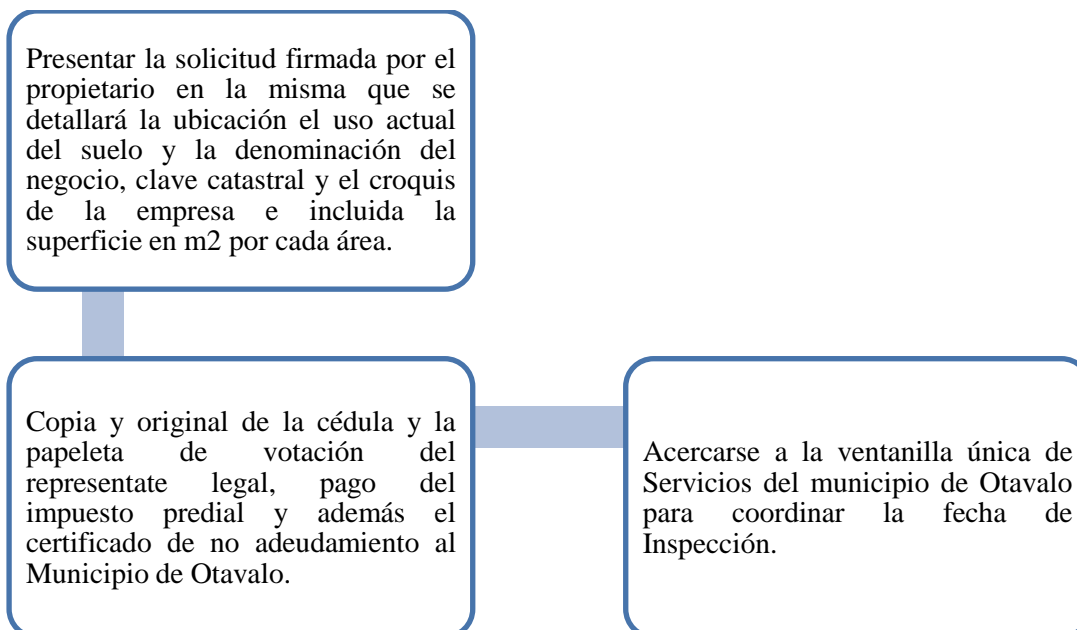 Presentar la solicitud firmada por el
propietario en la misma que se
detallará la ubicación el uso actual
del suelo y la denominación del
negocio, clave catastral y el croquis
de la empresa e incluida la
superficie en m2 por cada área.
Copia y original de la cédula y la
papeleta de votación del
representate legal, pago del
impuesto predial y además el
certificado de no adeudamiento al
Municipio de Otavalo.
Acercarse a la ventanilla única de
Servicios del municipio de Otavalo
para coordinar la fecha de
Inspección.